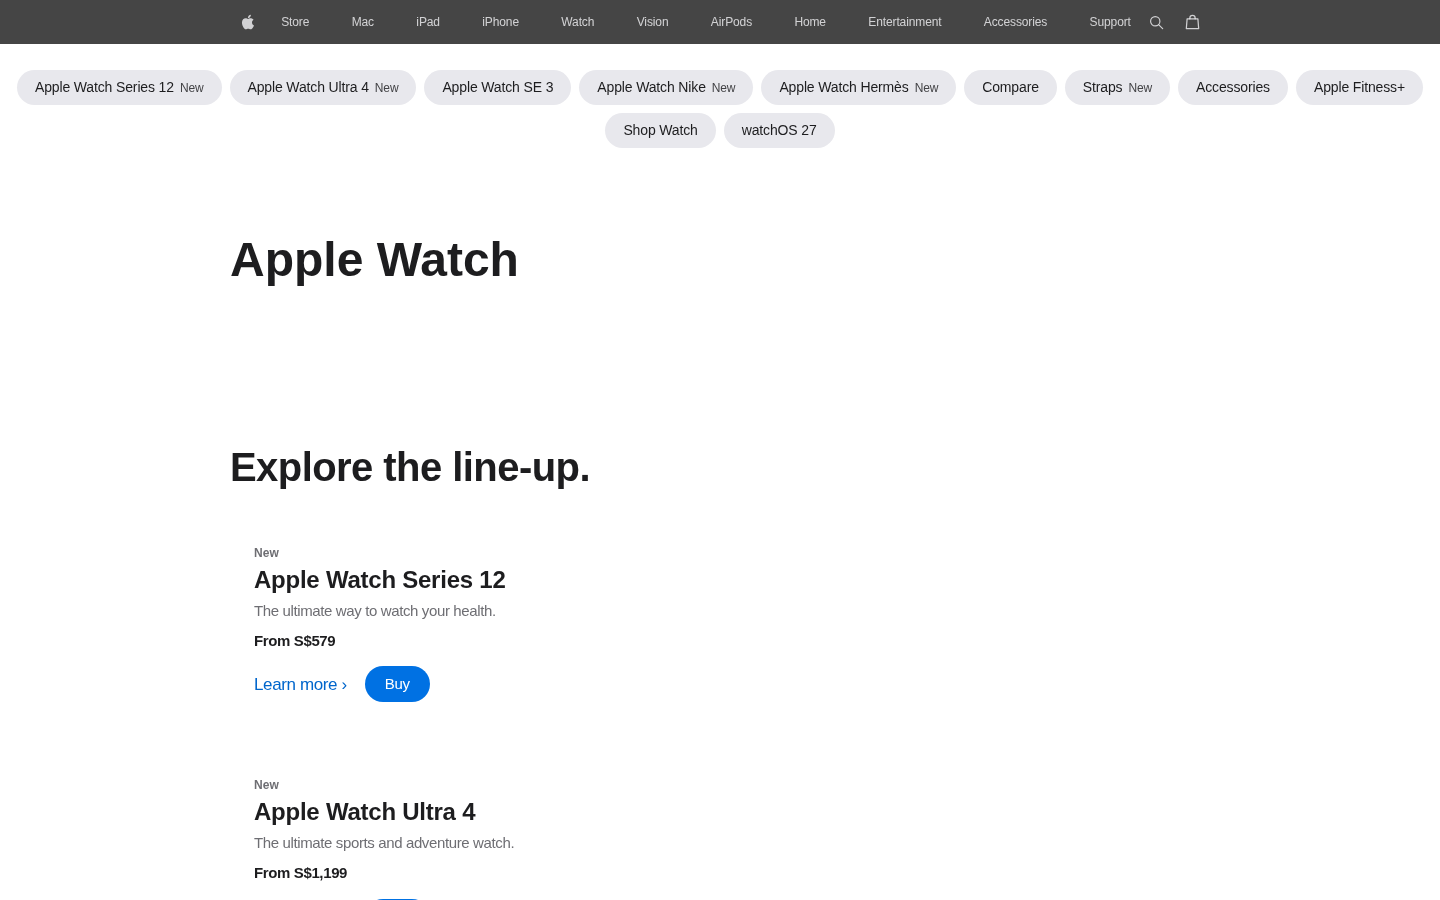 Store Mac iPad iPhone Watch Vision AirPods Home Entertainment Accessories Support
Apple Watch Series 12 New Apple Watch Ultra 4 New Apple Watch SE 3 Apple Watch Nike New Apple Watch Hermès New Compare Straps New Accessories Apple Fitness+
Shop Watch watchOS 27
Apple Watch
Explore the line-up.
New
Apple Watch Series 12
The ultimate way to watch your health.
From S$579
Learn more › Buy
New
Apple Watch Ultra 4
The ultimate sports and adventure watch.
From S$1,199